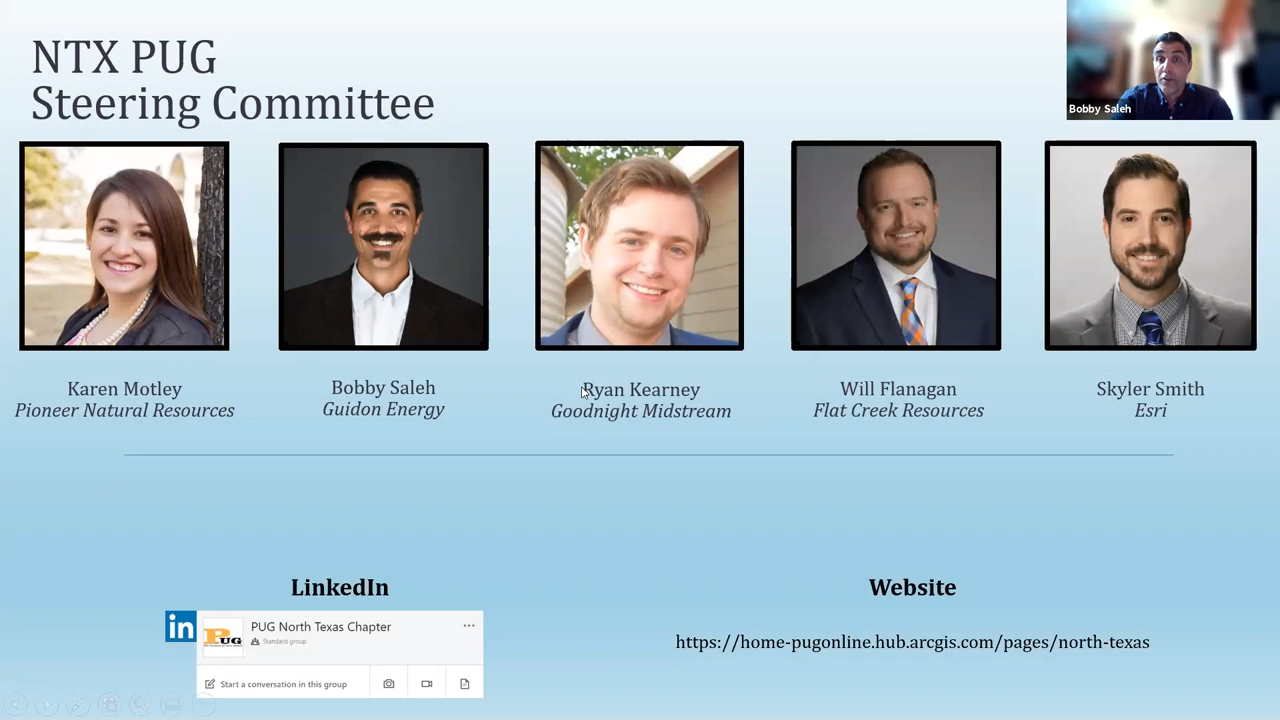 NTX PUG
Steering Committee
Bobby Saleh
Karen Motley
Pioneer Natural Resources
Bobby Saleh
Guidon Energy
Ryan Kearney
Goodnight Midstream
Will Flanagan
Flat Creek Resources
Skyler Smith
Esri
LinkedIn
in
PUG
PUG North Texas Chapter
Standard group
Start a conversation in this group
Website
https://home-pugonline.hub.arcgis.com/pages/north-texas